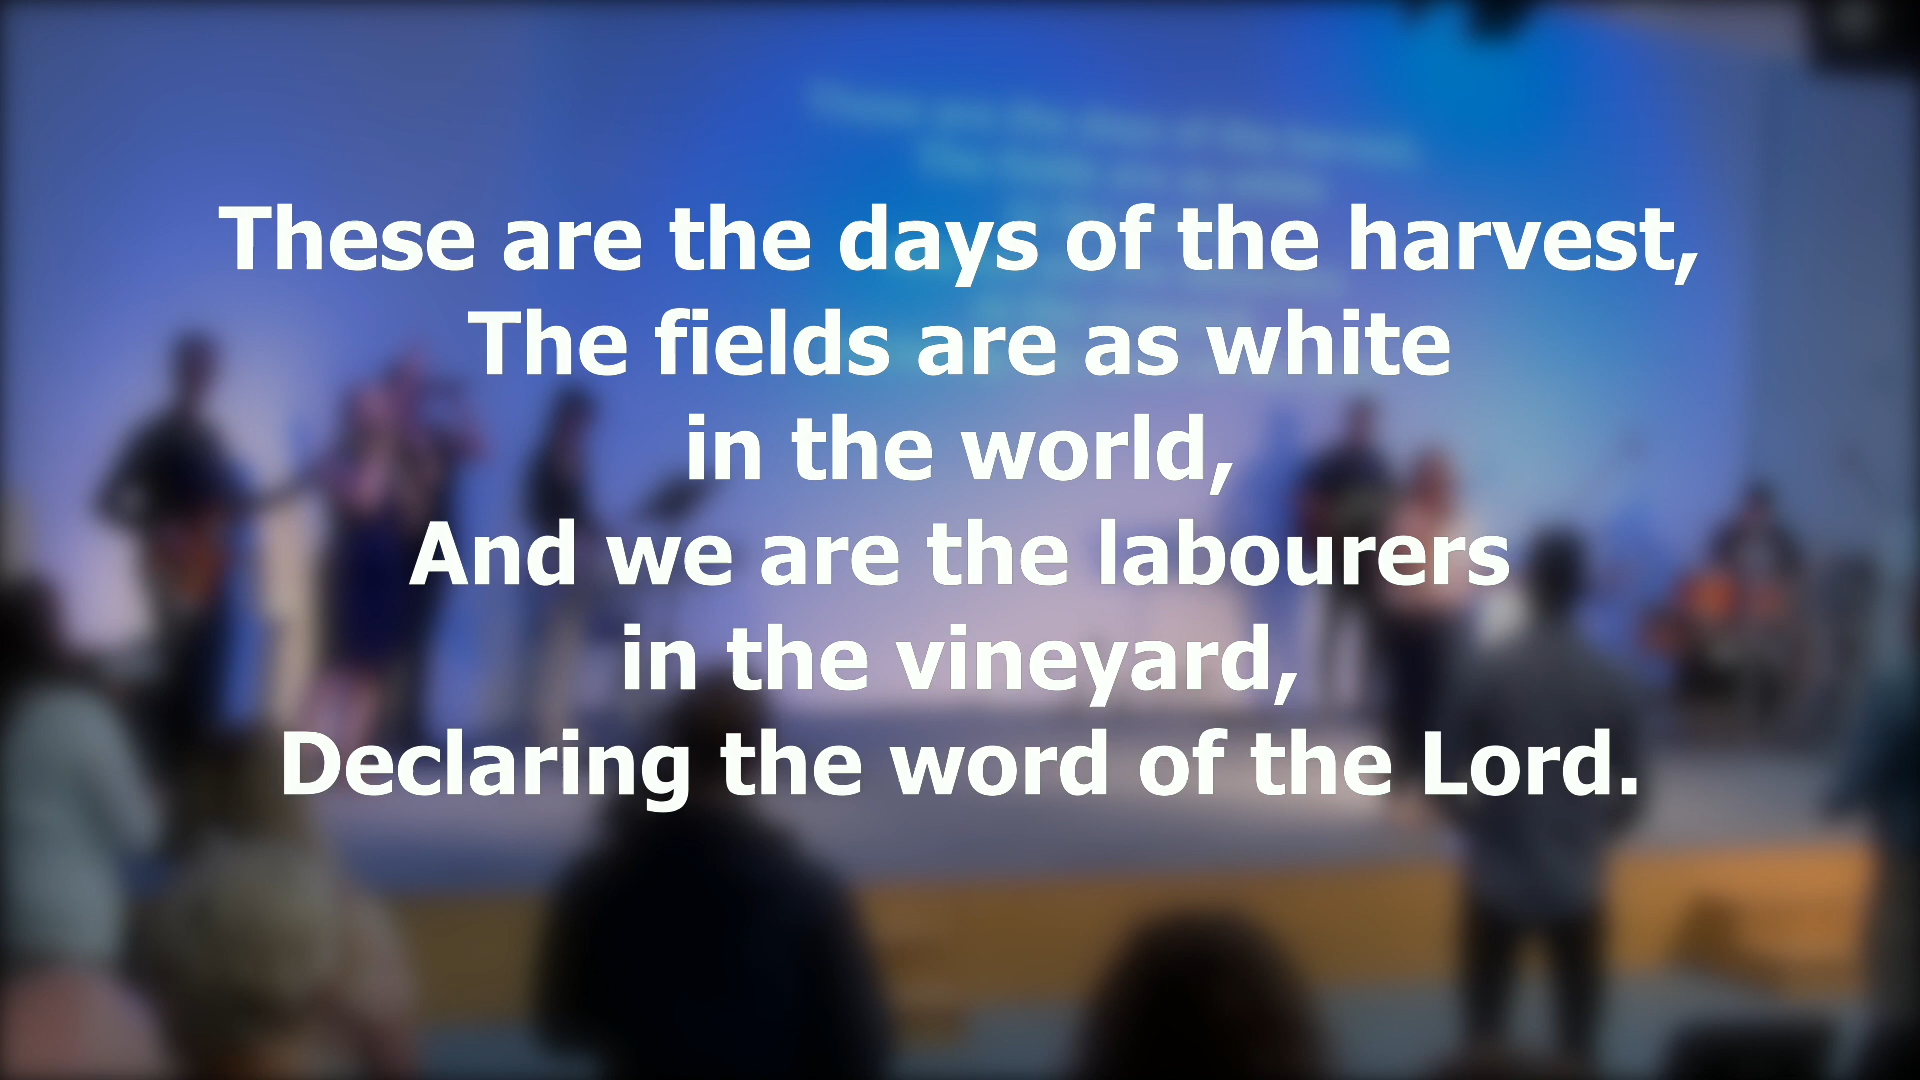 These are the days of the harvest,
The fields are as white
in the world,
And we are the labourers
in the vineyard,
Declaring the word of the Lord.